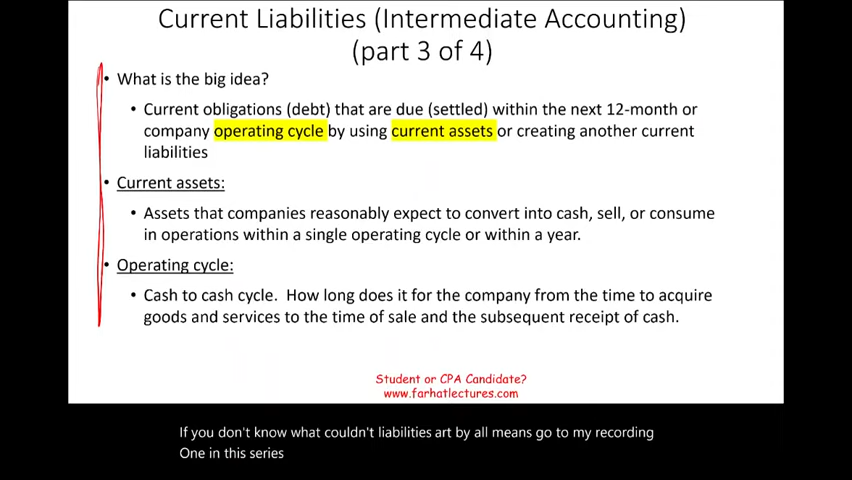 Current Liabilities (Intermediate Accounting)
(part 3 of 4)
• What is the big idea?
• Current obligations (debt) that are due (settled) within the next 12-month or
company operating cycle by using current assets or creating another current
liabilities
• Current assets:
• Assets that companies reasonably expect to convert into cash, sell, or consume
in operations within a single operating cycle or within a year.
• Operating cycle:
• Cash to cash cycle. How long does it for the company from the time to acquire
goods and services to the time of sale and the subsequent receipt of cash.
Student or CPA Candidate?
www.farhatlectures.com
If you don't know what couldn't liabilities art by all means go to my recording
One in this series